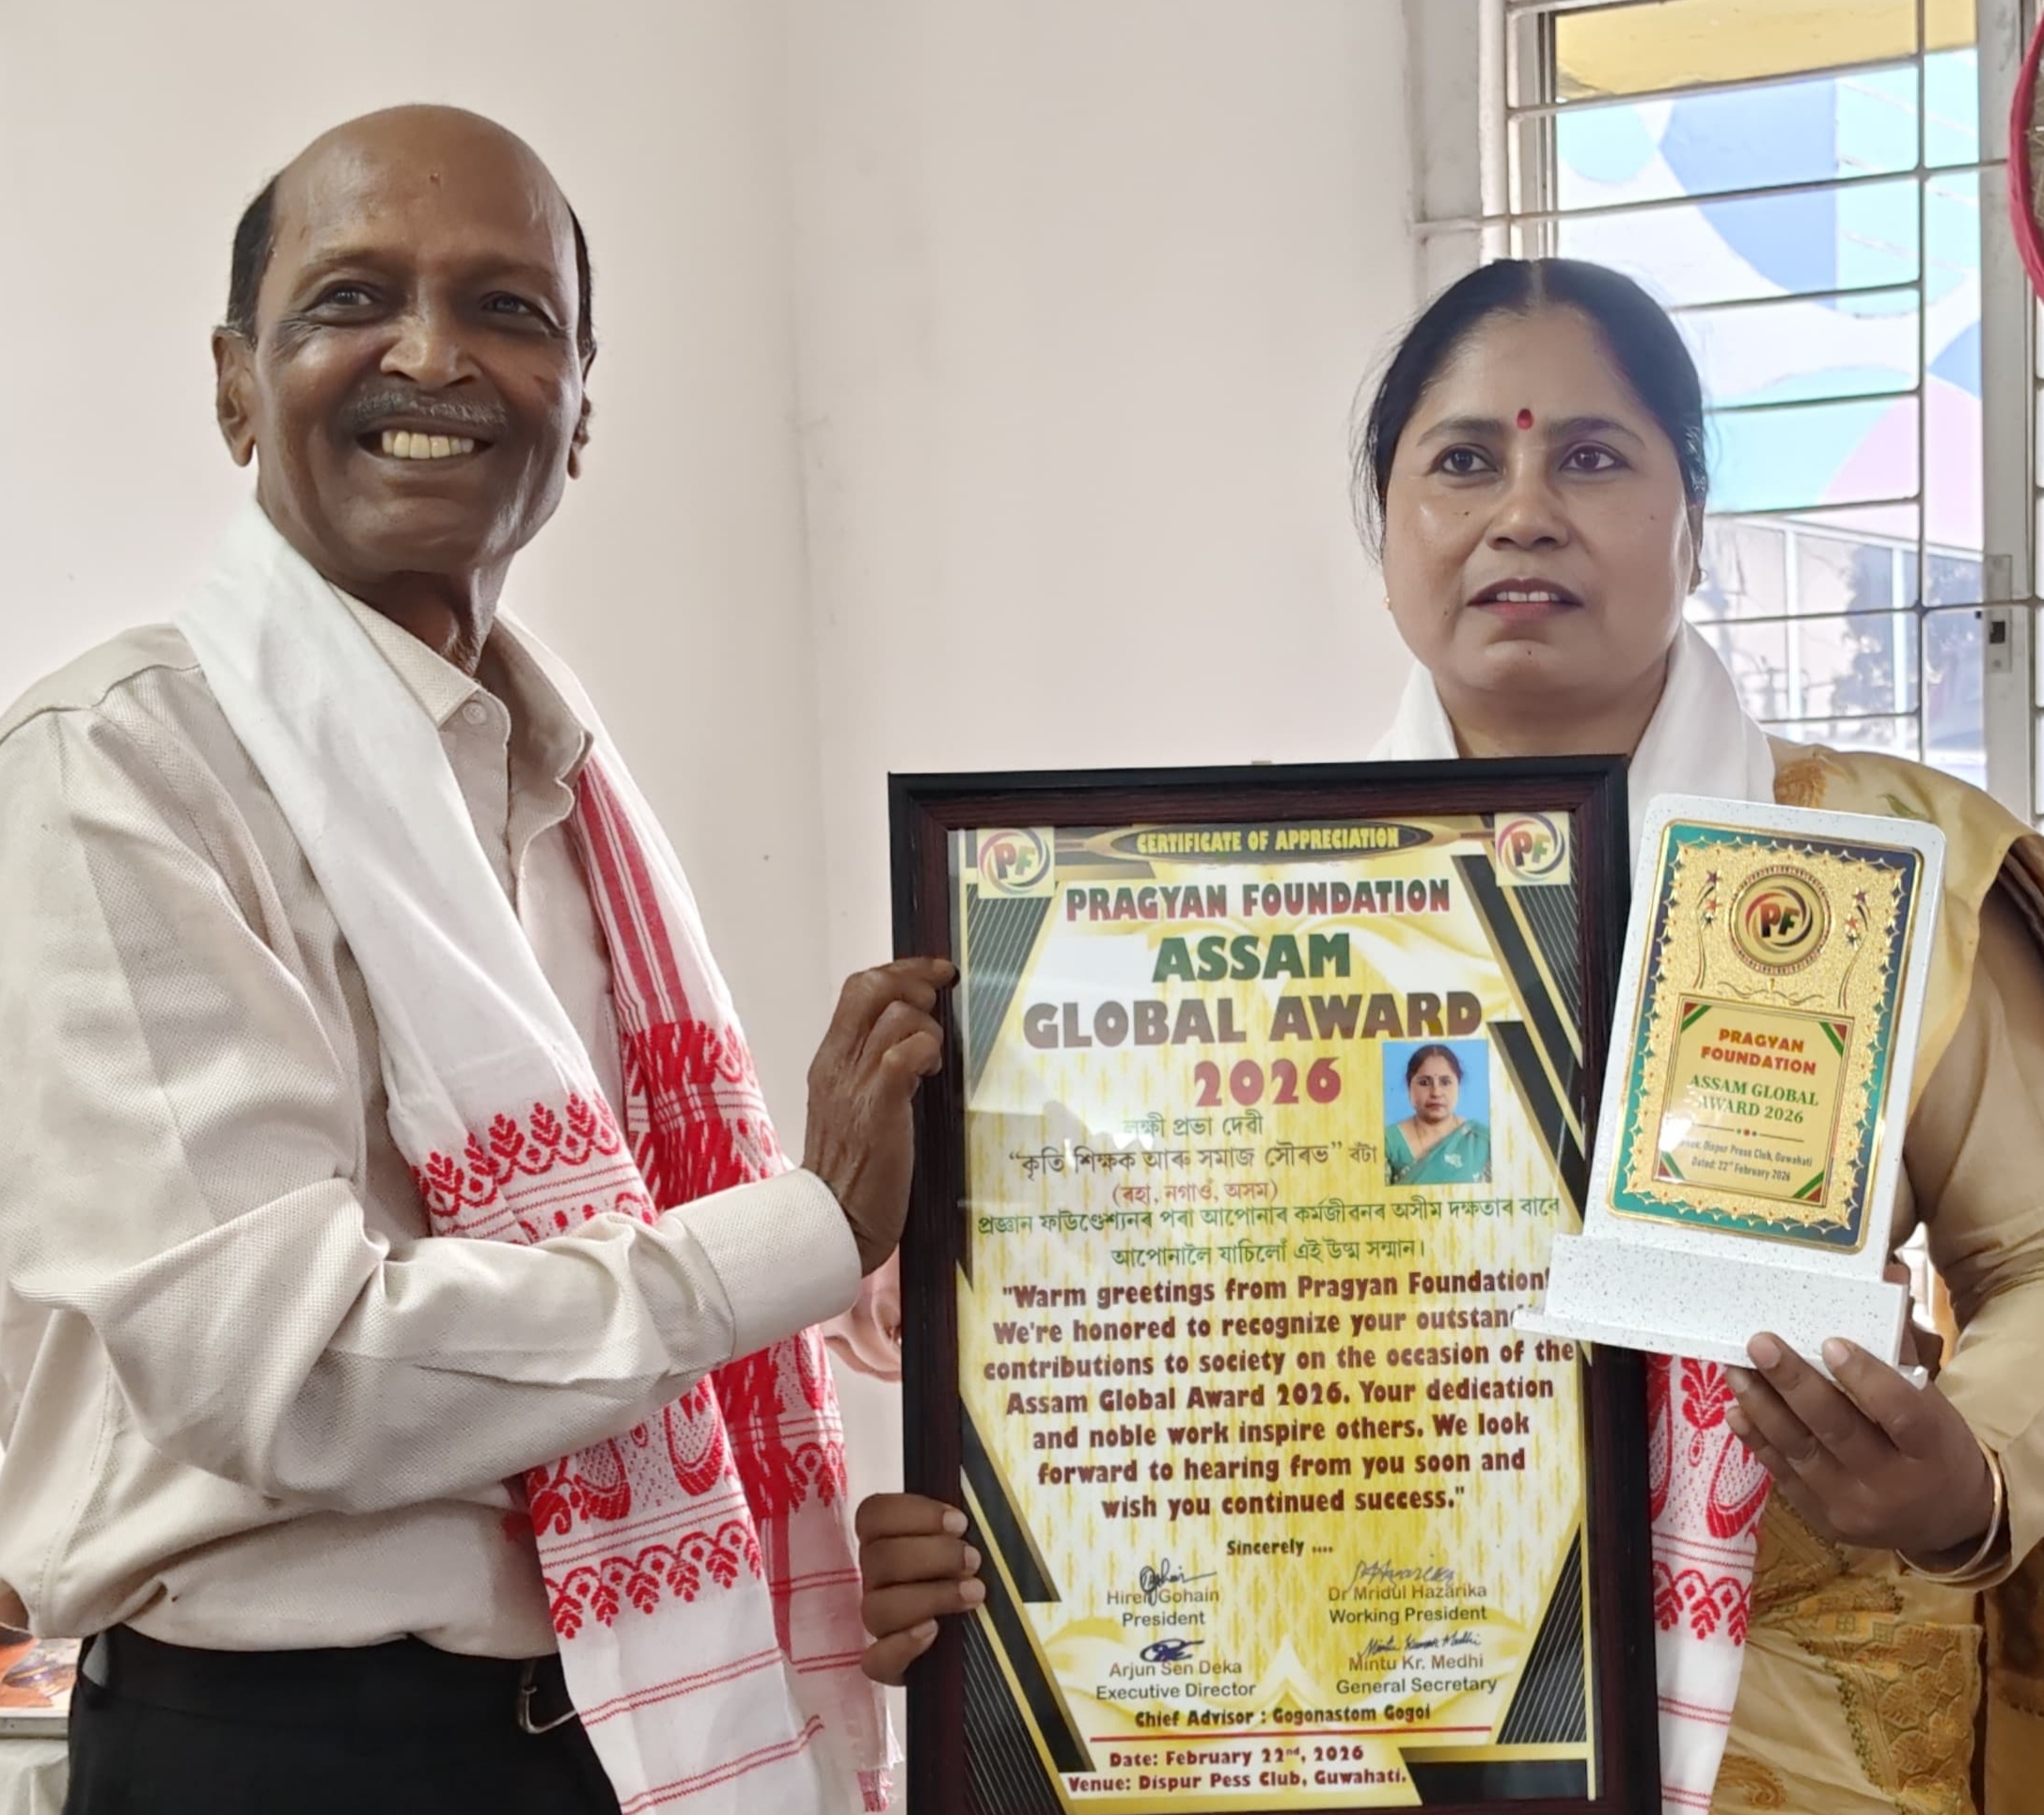 CERTIFICATE OF APPRECIATION
PF
PF
PRAGYAN FOUNDATION
ASSAM
GLOBAL AWARD
2026
লক্ষী প্ৰভা দেৱী
“কৃতি শিক্ষক আৰু সমাজ সৌৰভ” বঁটা
(ৰহা, নগাওঁ, অসম)
প্ৰজ্ঞান ফাউণ্ডেশ্যনৰ পৰা আপোনাৰ কৰ্মজীৱনৰ অসীম দক্ষতাৰ বাবে
আপোনালৈ যাচিলোঁ এই উষ্ম সন্মান।
"Warm greetings from Pragyan Foundation!
We're honored to recognize your
contributions to society on the occasion of the
Assam Global Award 2026. Your dedication
and noble work inspire others. We look
forward to hearing from you soon and
wish you continued success."
Sincerely ....
Hiren Gohain
President
Dr Mridul Hazarika
Working President
Arjun Sen Deka
Executive Director
Mintu Kr. Medhi
General Secretary
Chief Advisor : Gogonastom Gogoi
Date: February 22nd, 2026
Venue: Dispur Pess Club, Guwahati.
PF
PRAGYAN
FOUNDATION
ASSAM GLOBAL
AWARD 2026
Dispur Press Club, Guwahati
Dated: 22nd February 2026